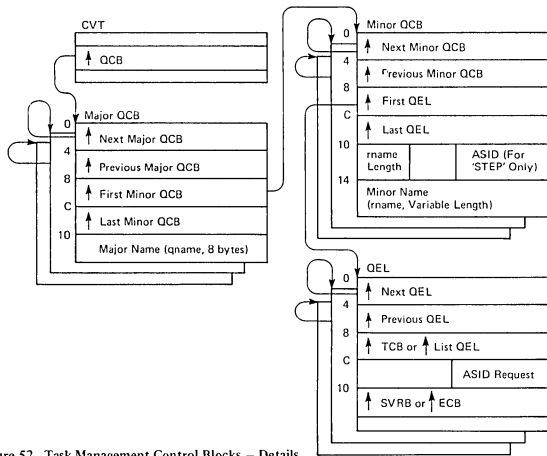 CVT
QCB
Major QCB
0
Next Major QCB
4
Previous Major QCB
8
First Minor QCB
C
Last Minor QCB
10
Major Name (qname, 8 bytes)
Minor QCB
0
Next Minor QCB
4
Previous Minor QCB
8
First QEL
C
Last QEL
10
rname
Length
ASID (For
'STEP' Only)
14
Minor Name
(rname, Variable Length)
QEL
0
Next QEL
4
Previous QEL
8
TCB or List QEL
C
ASID Request
10
SVRB or ECB
ure 52. Task Management Control Blocks – Details